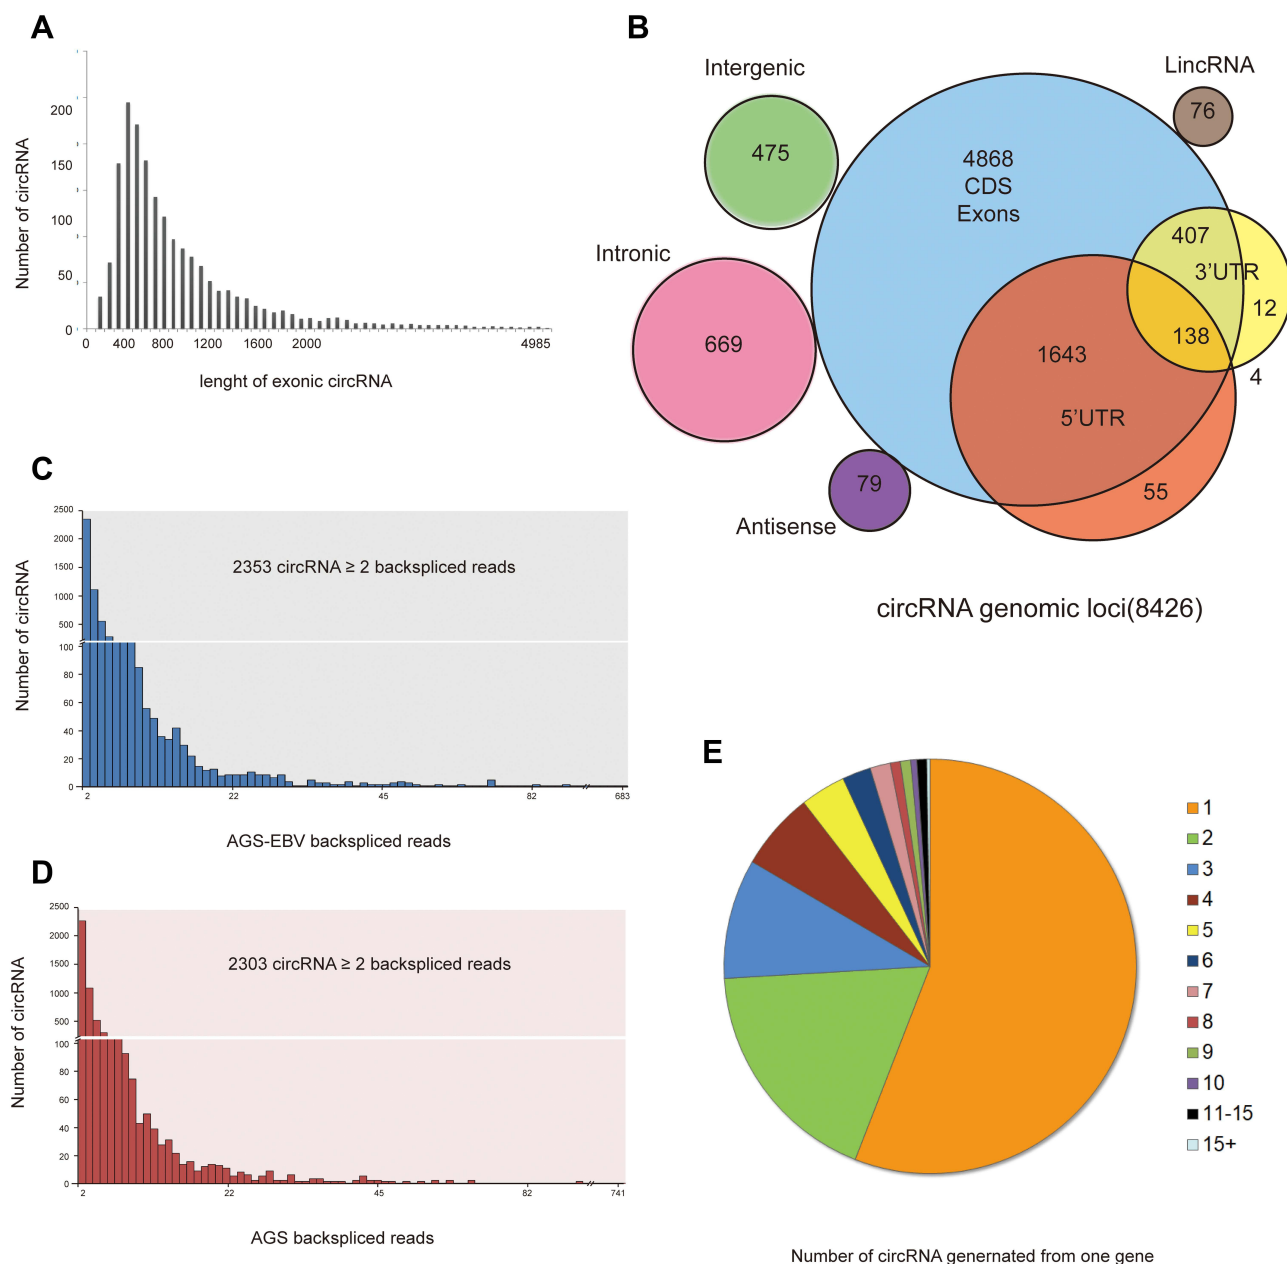 A
Number of circRNA
200
150
100
50
0
0 400 800 1200 1600 2000 4985
lenght of exonic circRNA
B
Intergenic
475
LincRNA
76
4868
CDS
Exons
407
3'UTR
12
138
4
Intronic
669
1643
5'UTR
55
79
Antisense
circRNA genomic loci(8426)
C
Number of circRNA
2500
2000
1500
1000
500
100
80
60
40
20
0
2353 circRNA ≥ 2 backspliced reads
2 22 45 82 683
AGS-EBV backspliced reads
D
Number of circRNA
2500
2000
1500
1000
500
100
80
60
40
20
0
2303 circRNA ≥ 2 backspliced reads
2 22 45 82 741
AGS backspliced reads
E
1
2
3
4
5
6
7
8
9
10
11-15
15+
Number of circRNA genernated from one gene